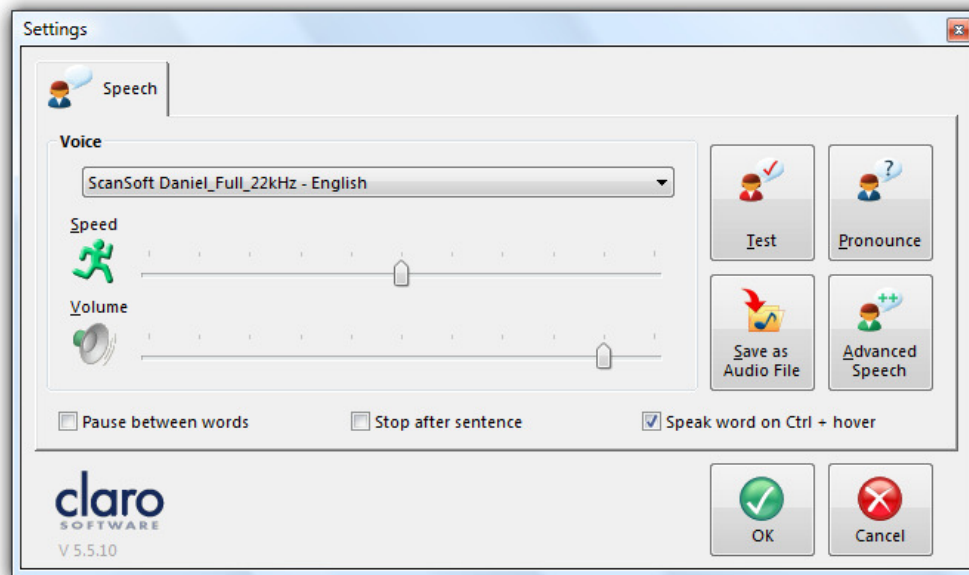 Settings
Speech
Voice
ScanSoft Daniel_Full_22kHz - English
Speed
Volume
Test
?
Pronounce
Save as
Audio File
++
Advanced
Speech
Pause between words
Stop after sentence
Speak word on Ctrl + hover
claro
SOFTWARE
V 5.5.10
OK
Cancel